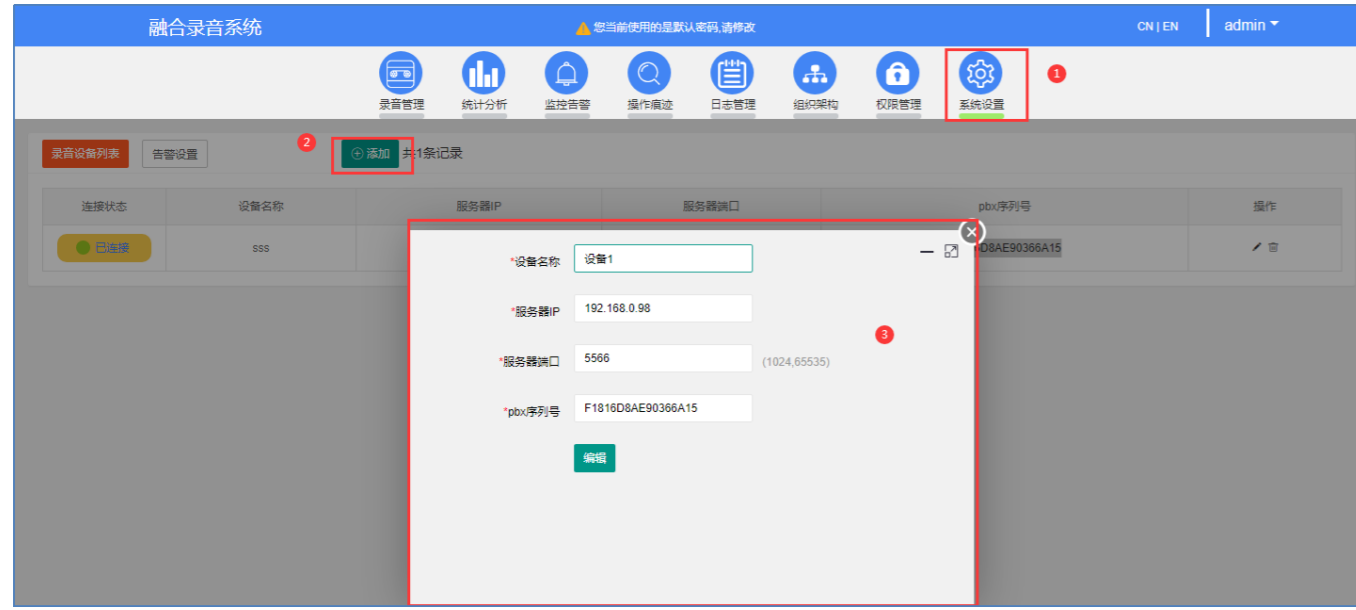 融合录音系统 您当前使用的是默认密码,请修改 CN | EN admin
录音管理 统计分析 监控告警 操作痕迹 日志管理 组织架构 权限管理 系统设置 1
录音设备列表 告警设置 2 添加 共1条记录
连接状态 设备名称 服务器IP 服务器端口 pbx序列号 操作
已连接 sss D8AE90366A15
*设备名称 设备1
*服务器IP 192.168.0.98
3
*服务器端口 5566 (1024,65535)
*pbx序列号 F1816D8AE90366A15
编辑